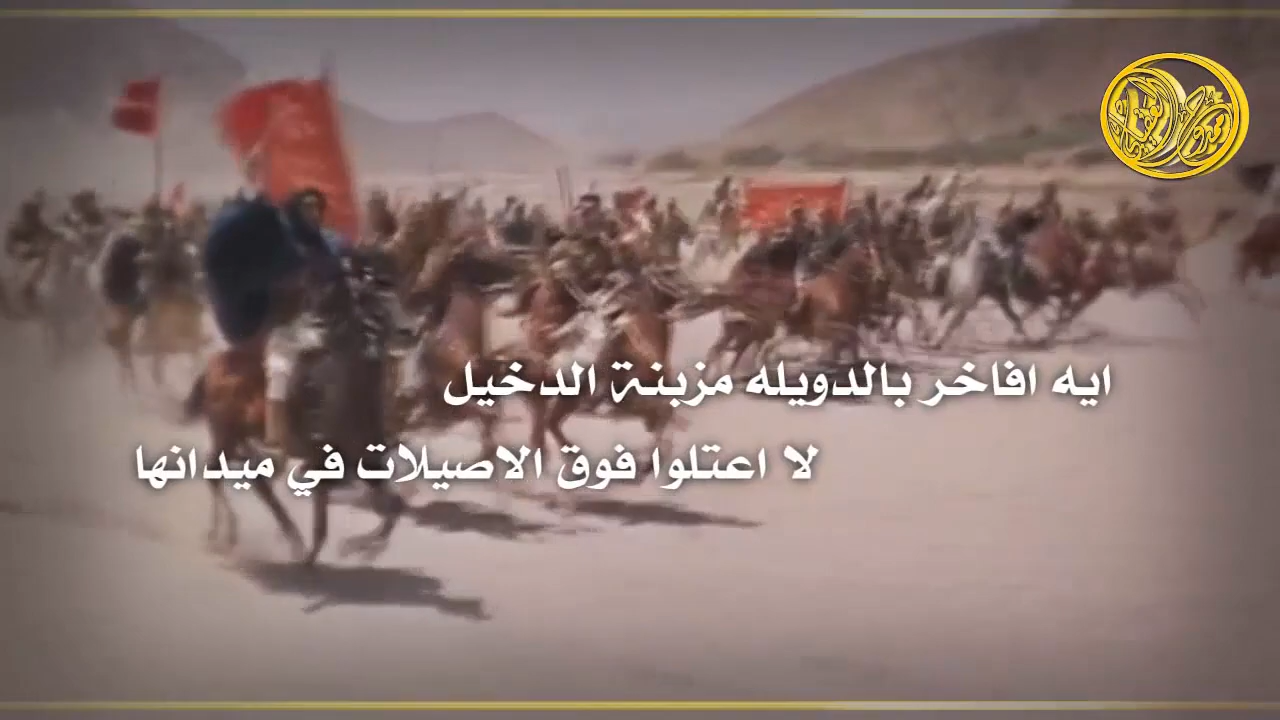 ايه افاخر بالدويله مزبنة الدخيل
لا اعتلوا فوق الاصيلات في ميدانها